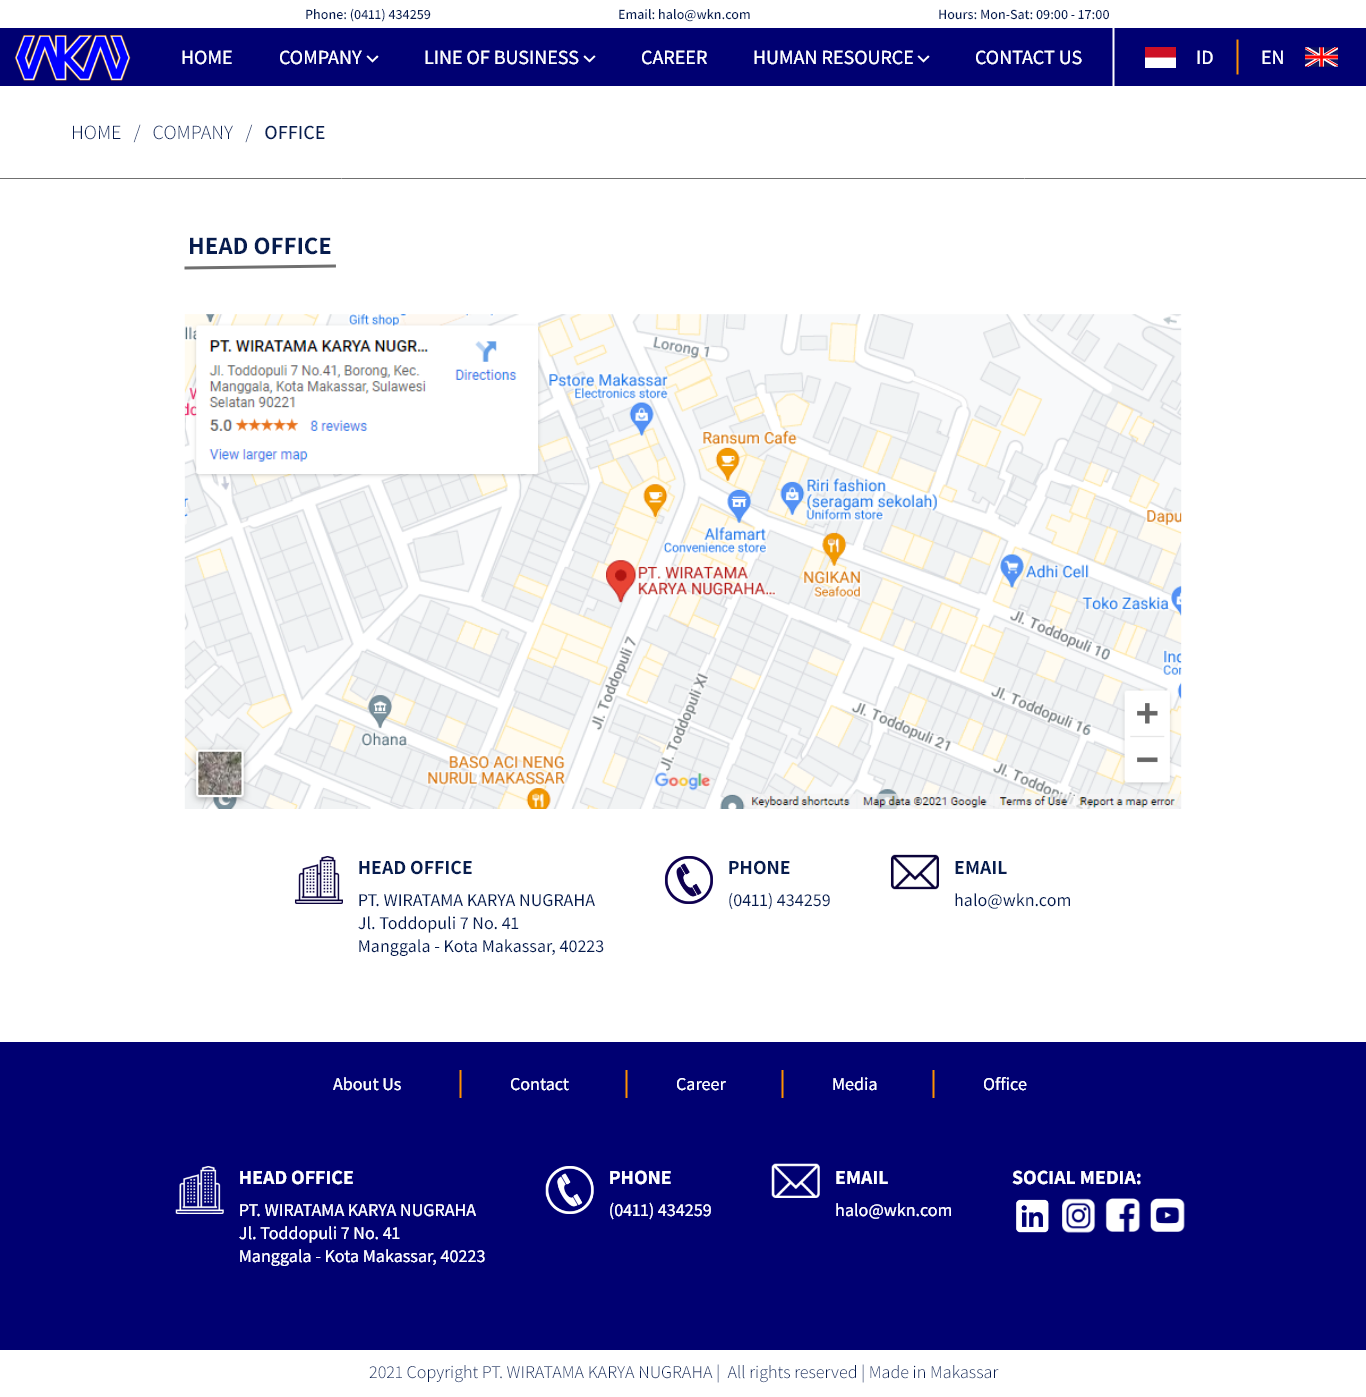 Phone: (0411) 434259
Email: halo@wkn.com
Hours: Mon-Sat: 09:00 - 17:00
WKN
HOME
COMPANY
LINE OF BUSINESS
CAREER
HUMAN RESOURCE
CONTACT US
ID
EN
HOME / COMPANY / OFFICE
HEAD OFFICE
Gift shop
PT. WIRATAMA KARYA NUGR...
Jl. Toddopuli 7 No.41, Borong, Kec.
Manggala, Kota Makassar, Sulawesi
Selatan 90221
5.0
8 reviews
View larger map
Directions
Lorong 1
Pstore Makassar
Electronics store
Ransum Cafe
Riri fashion
(seragam sekolah)
Uniform store
Alfamart
Convenience store
Dapu
NGIKAN
Seafood
PT. WIRATAMA
KARYA NUGRAHA...
Adhi Cell
Toko Zaskia
Jl. Toddopuli 10
Ind
Con
Jl. Toddopuli 7
Jl. Toddopuli XI
Jl. Toddopuli 16
Jl. Toddopuli 21
Jl. Toddopuli
Ohana
BASO ACI NENG
NURUL MAKASSAR
Google
Keyboard shortcuts
Map data ©2021 Google
Terms of Use
Report a map error
HEAD OFFICE
PT. WIRATAMA KARYA NUGRAHA
Jl. Toddopuli 7 No. 41
Manggala - Kota Makassar, 40223
PHONE
(0411) 434259
EMAIL
halo@wkn.com
About Us
Contact
Career
Media
Office
HEAD OFFICE
PT. WIRATAMA KARYA NUGRAHA
Jl. Toddopuli 7 No. 41
Manggala - Kota Makassar, 40223
PHONE
(0411) 434259
EMAIL
halo@wkn.com
SOCIAL MEDIA:
2021 Copyright PT. WIRATAMA KARYA NUGRAHA | All rights reserved | Made in Makassar